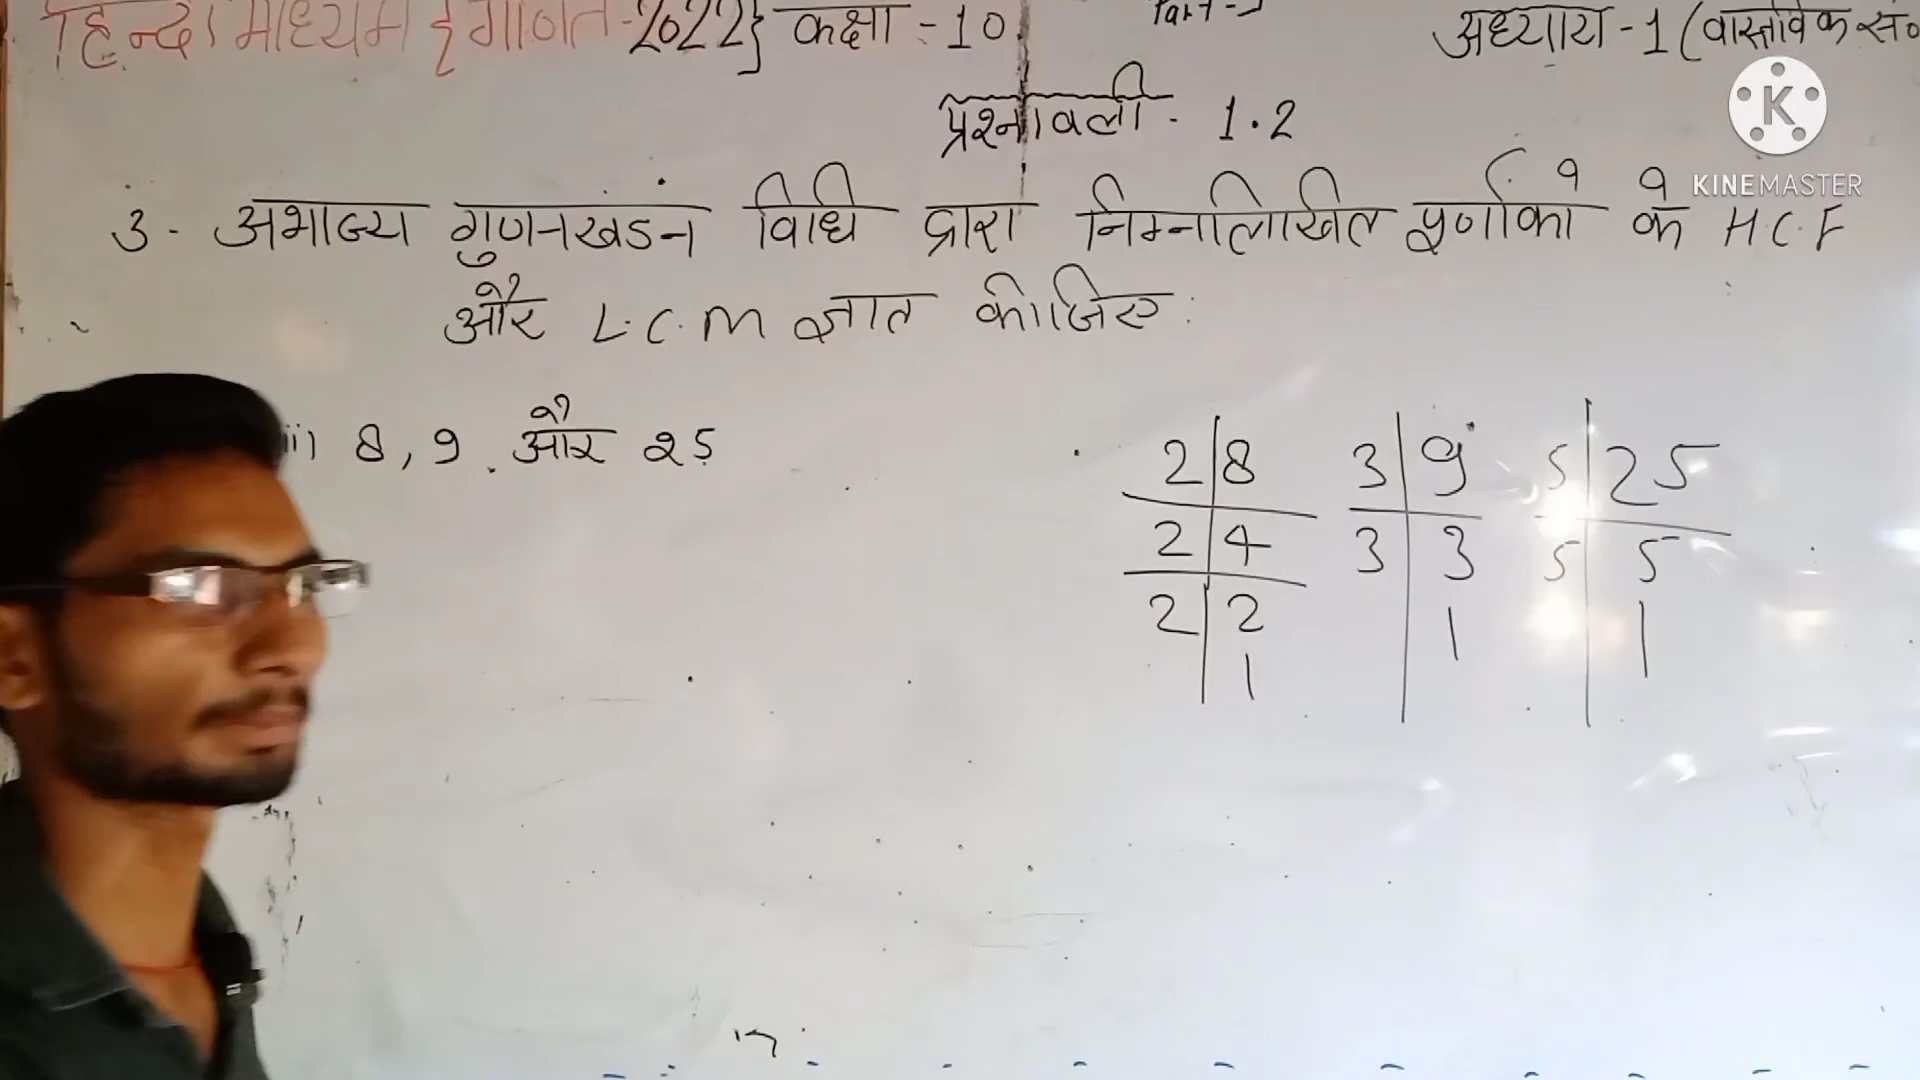 हिन्दी माध्यम {गणित-2022} कक्षा-10
अध्याय-1 (वास्तविक सं०
प्रश्नावली - 1.2
K
KINEMASTER
3- अभाज्य गुणनखंडन विधि द्वारा निम्नलिखित पूर्णांकों के H.C.F
और L.C.M ज्ञात कीजिए:
ii) 8, 9 और 25
2 8 3 9 5 25
2 4 3 3 5 5
2 2 1 1
1